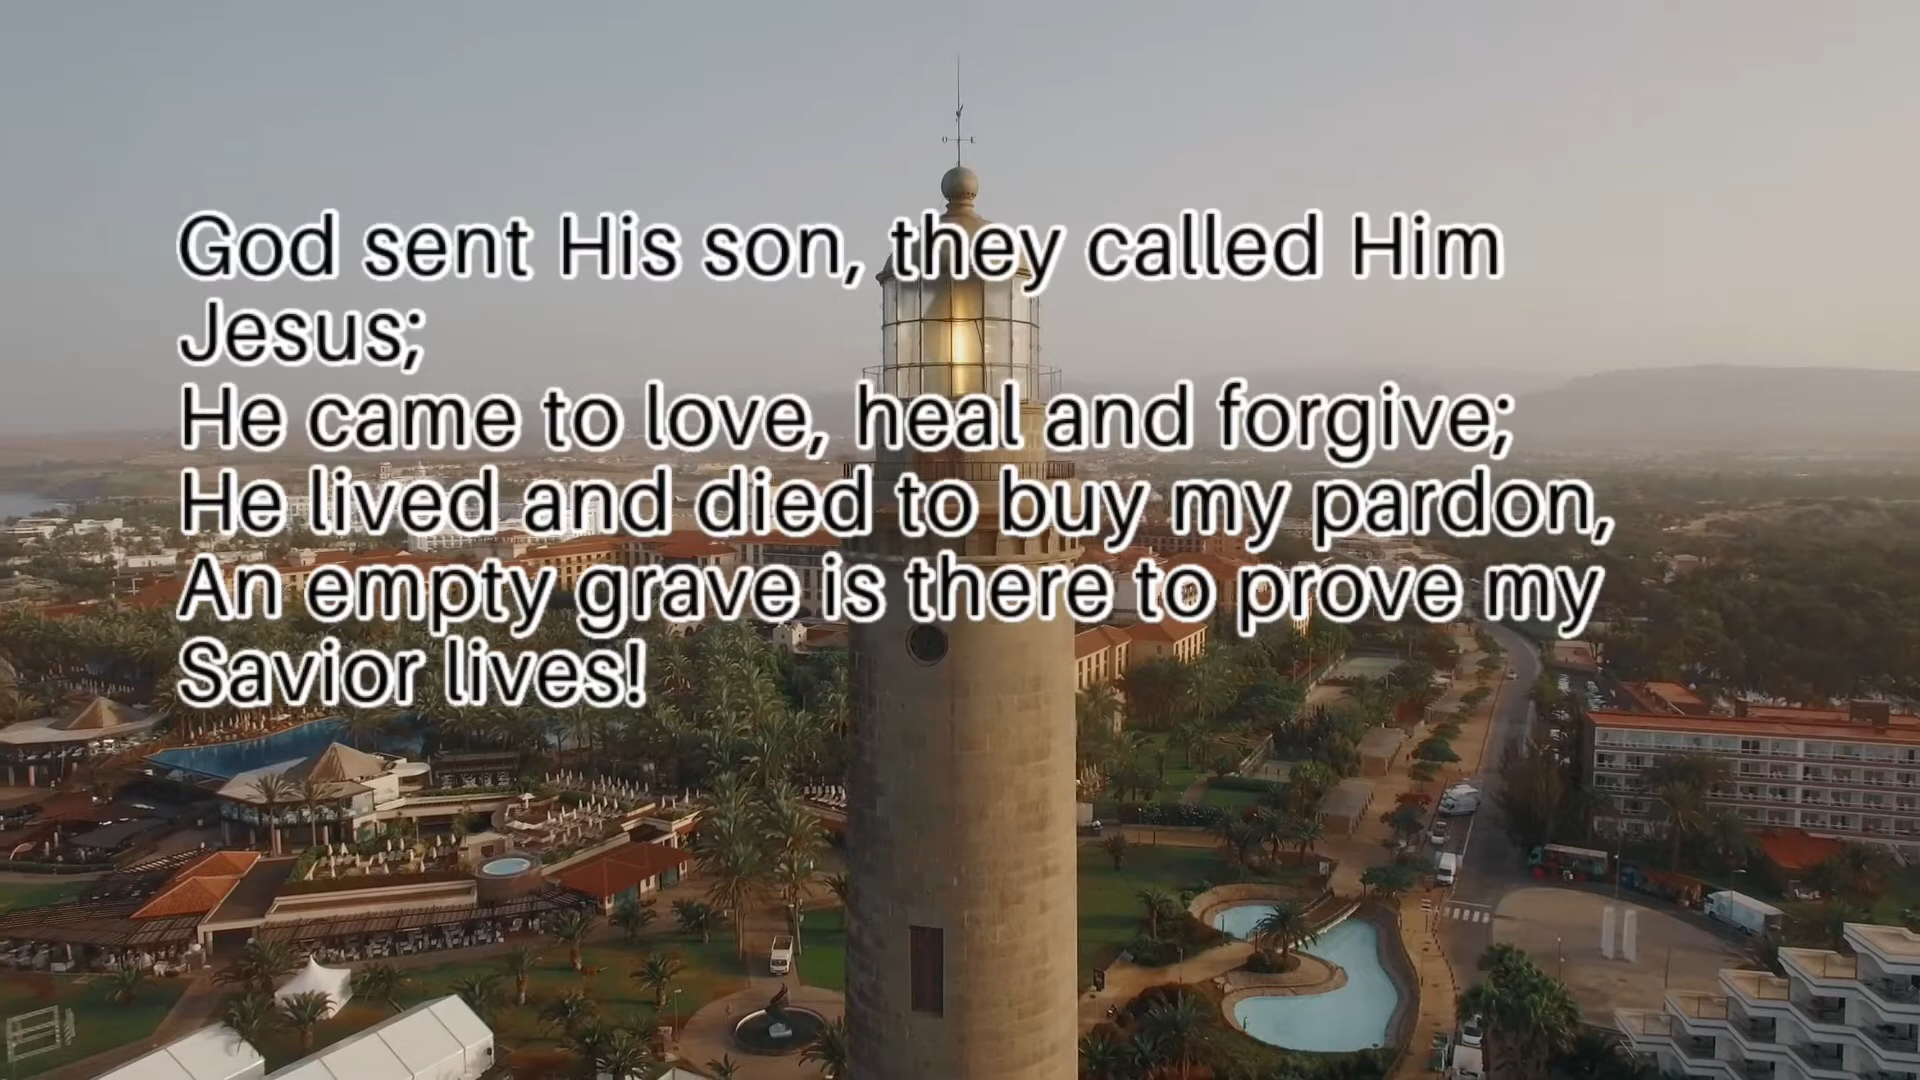 God sent His son, they called Him
Jesus;
He came to love, heal and forgive;
He lived and died to buy my pardon,
An empty grave is there to prove my
Savior lives!